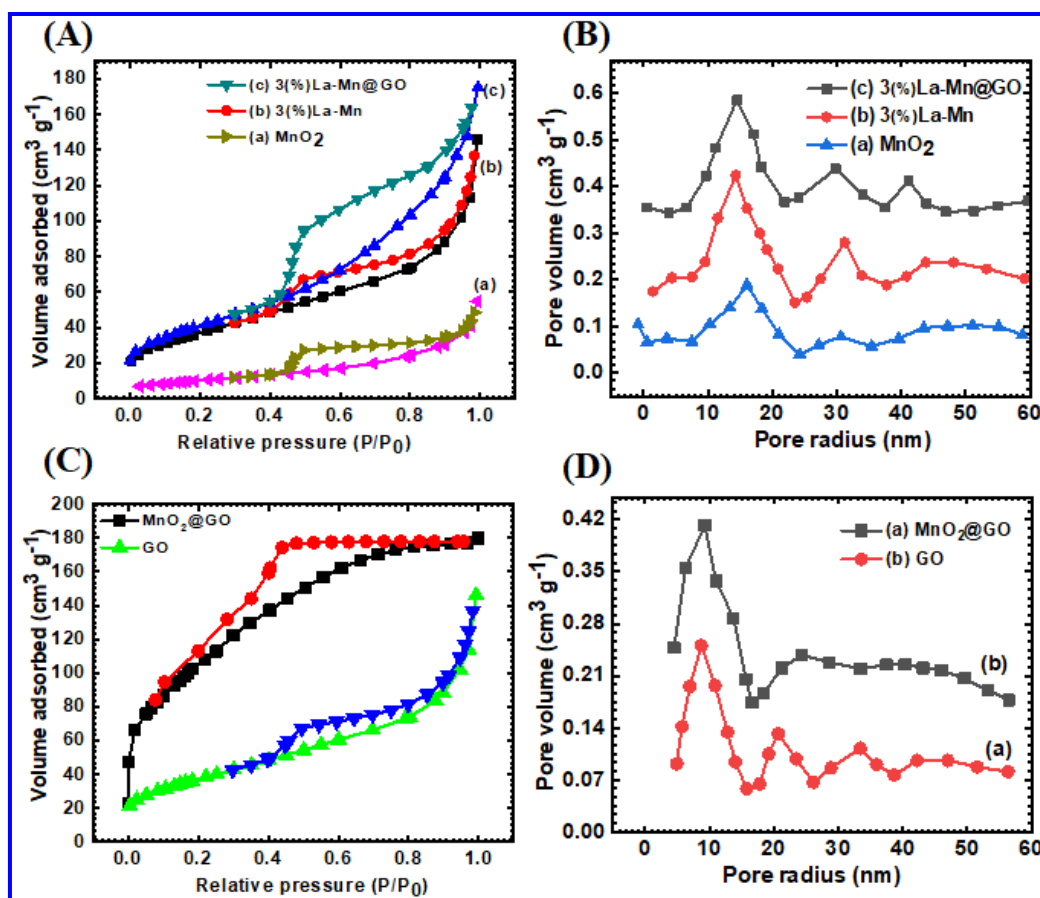 (A)
Volume adsorbed (cm³ g⁻¹)
180
160
140
120
100
80
60
40
20
0
(c) 3(%)La-Mn@GO
(b) 3(%)La-Mn
(a) MnO₂
(c)
(b)
(a)
0.0 0.2 0.4 0.6 0.8 1.0
Relative pressure (P/P₀)
(B)
Pore volume (cm³ g⁻¹)
0.6
0.4
0.3
0.1
0.0
(c) 3(%)La-Mn@GO
(b) 3(%)La-Mn
(a) MnO₂
0 10 20 30 40 50 60
Pore radius (nm)
(C)
Volume adsorbed (cm³ g⁻¹)
200
180
160
140
120
100
80
60
40
20
0
MnO₂@GO
GO
0.0 0.2 0.4 0.6 0.8 1.0
Relative pressure (P/P₀)
(D)
Pore volume (cm³ g⁻¹)
0.42
0.35
0.28
0.21
0.14
0.07
0.00
(a) MnO₂@GO
(b) GO
(b)
(a)
0 10 20 30 40 50 60
Pore radius (nm)